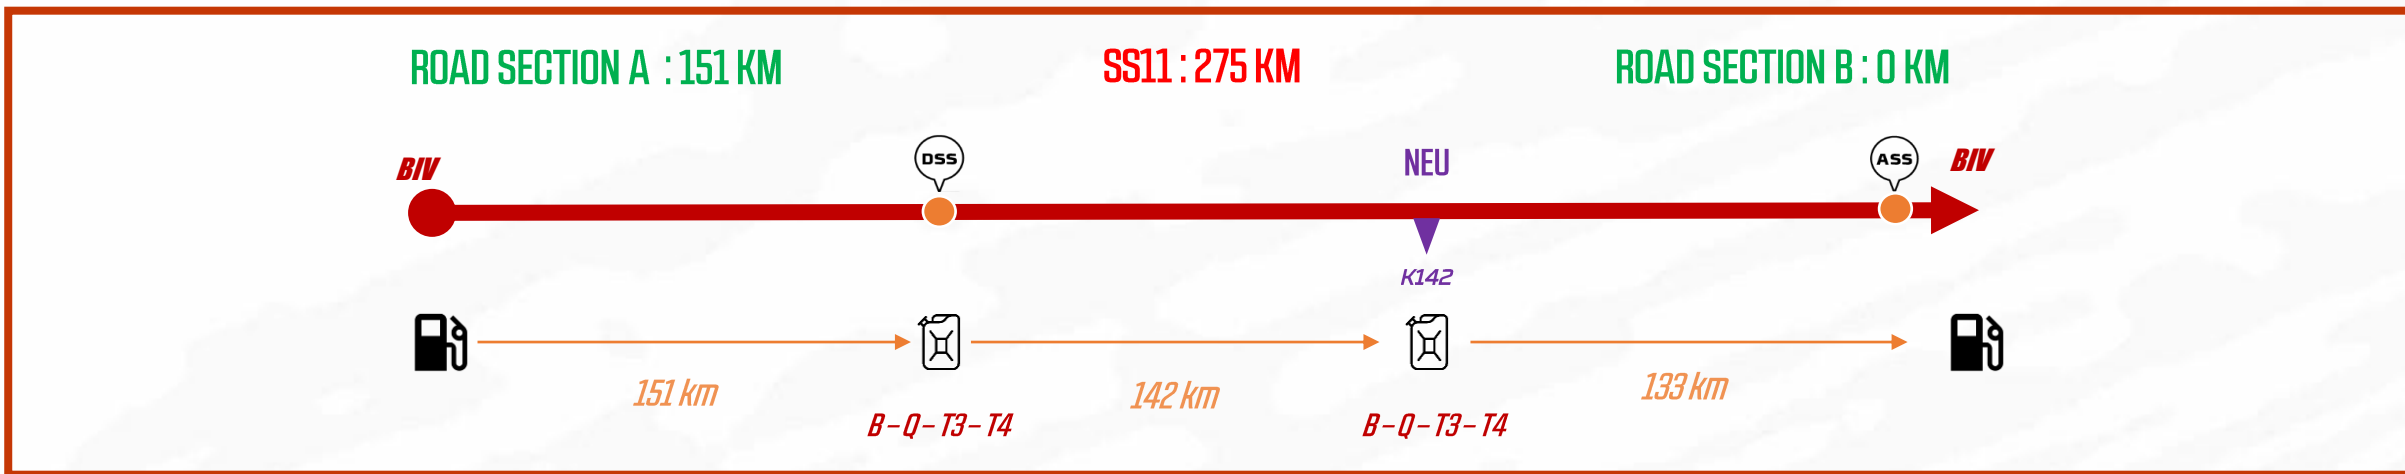 ROAD SECTION A : 151 KM
SS11 : 275 KM
ROAD SECTION B : 0 KM
BIV
DSS
NEU
ASS
BIV
K142
151 km
142 km
133 km
B – Q – T3 – T4
B – Q – T3 – T4